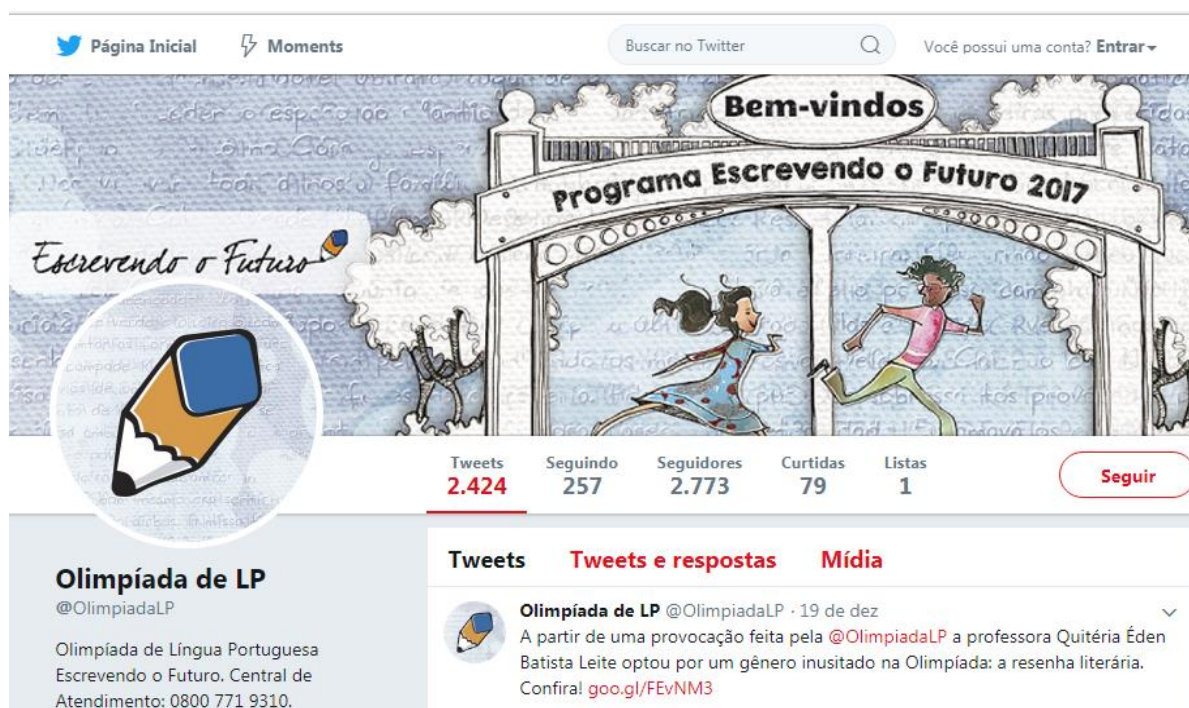 Página Inicial Moments Buscar no Twitter Você possui uma conta? Entrar
Bem-vindos
Programa Escrevendo o Futuro 2017
Escrevendo o Futuro
Tweets Seguindo Seguidores Curtidas Listas
2.424 257 2.773 79 1 Seguir
Olimpíada de LP
@OlimpiadaLP
Olimpíada de Língua Portuguesa
Escrevendo o Futuro. Central de
Atendimento: 0800 771 9310.
Tweets Tweets e respostas Mídia
Olimpíada de LP @OlimpiadaLP · 19 de dez
A partir de uma provocação feita pela @OlimpiadaLP a professora Quitéria Éden
Batista Leite optou por um gênero inusitado na Olimpíada: a resenha literária.
Confira! goo.gl/FEvNM3